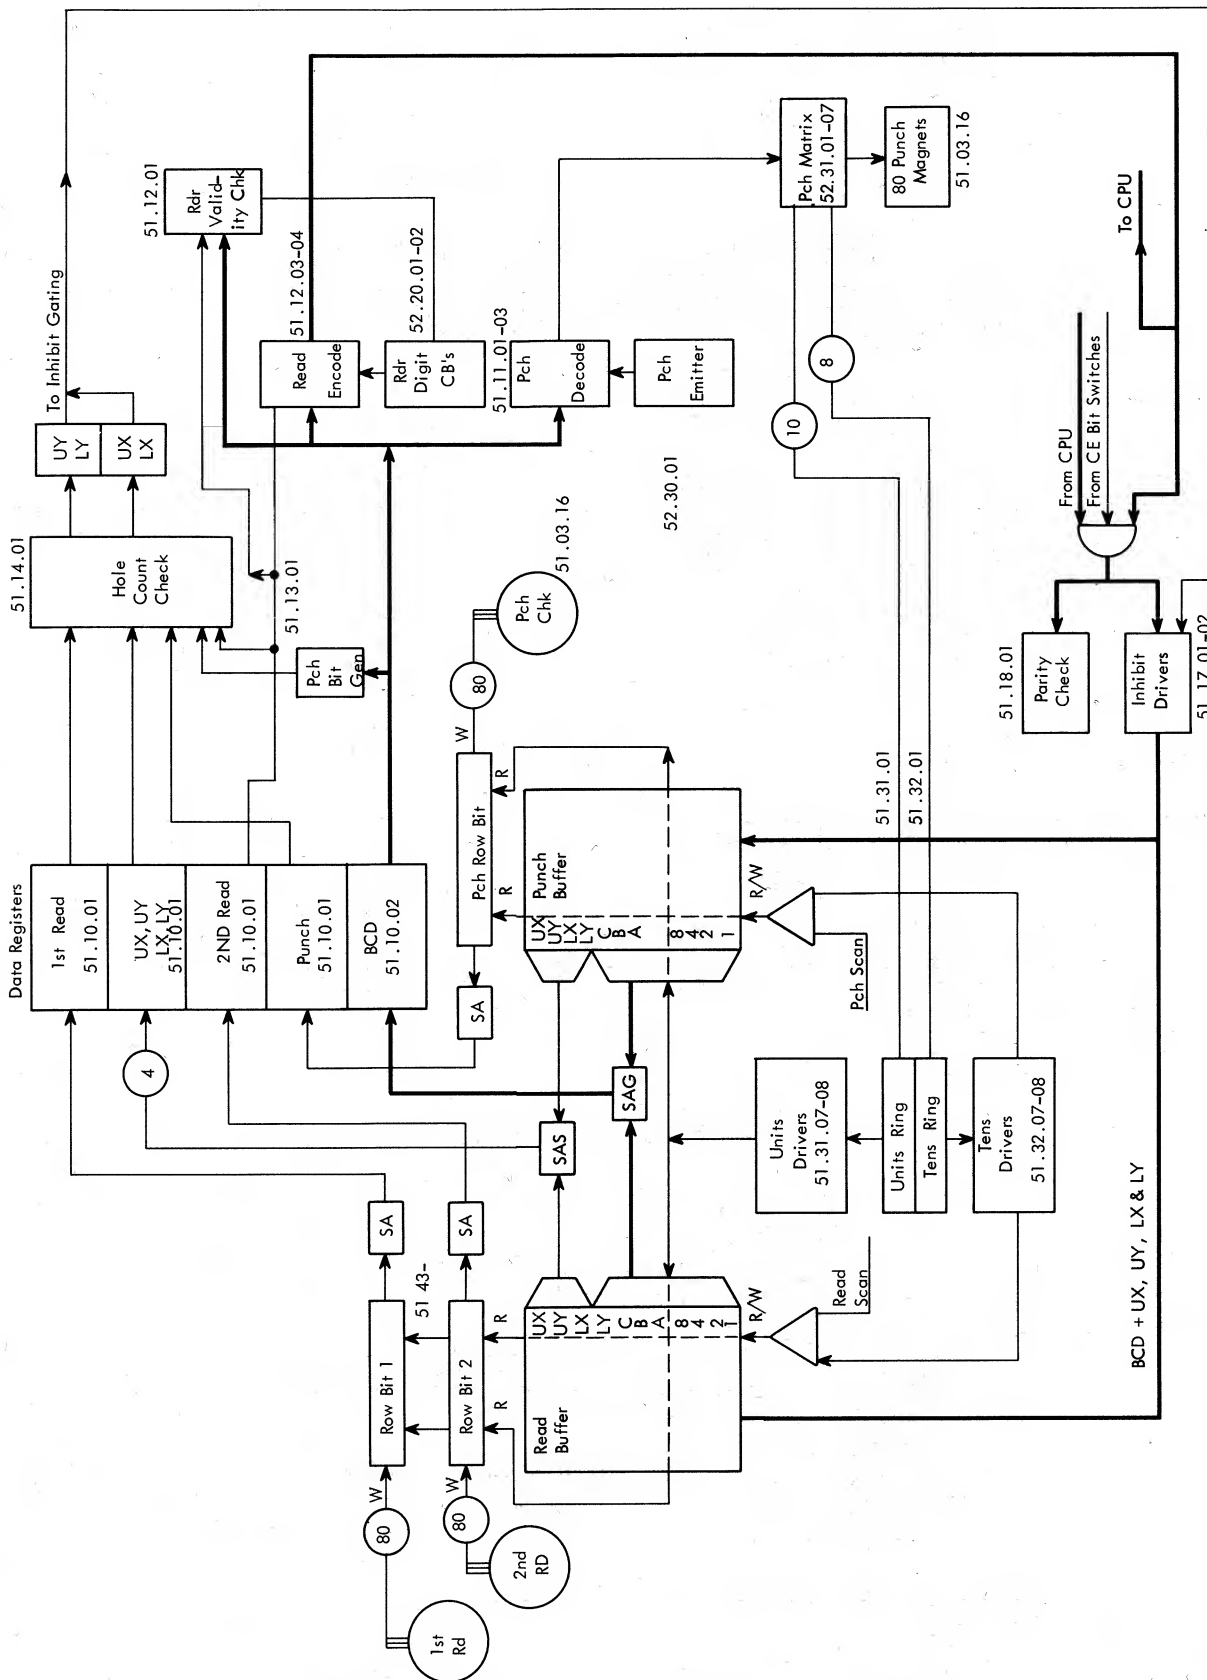 To Inhibit Gating
51.14.01
Hole
Count
Check
UY
LY
UX
LX
51.12.01
Rdr
Valid-
ity Chk
51.12.03-04
Read
Encode
Rdr
Digit
CB's
52.20.01-02
51.11.01-03
Pch
Decode
Pch
Emitter
52.30.01
Pch Matrix
52.31.01-07
80 Punch
Magnets
51.03.16
10
8
To CPU
From CPU
From CE Bit Switches
51.18.01
Parity
Check
Inhibit
Drivers
51.17.01-02
51.13.01
Pch
Bit
Gen
Data Registers
1st Read
51.10.01
UX, UY
LX, LY
51.10.01
2ND Read
51.10.01
Punch
51.10.01
BCD
51.10.02
4
Pch
Chk
51.03.16
80
W
Pch Row Bit
R
R
SA
Punch
Buffer
UX
UY
LX
LY
C
B
A
8
4
2
1
R/W
Pch Scan
SAS
SAG
51.31.01
51.32.01
Units
Drivers
51.31.07-08
Units Ring
Tens Ring
Tens
Drivers
51.32.07-08
SA
SA
51 43-
Row Bit 1
Row Bit 2
R
R
W
W
80
80
1st
Rd
2nd
RD
Read
Buffer
UX
UY
LX
LY
C
B
A
8
4
2
1
R/W
Read
Scan
BCD + UX, UY, LX & LY